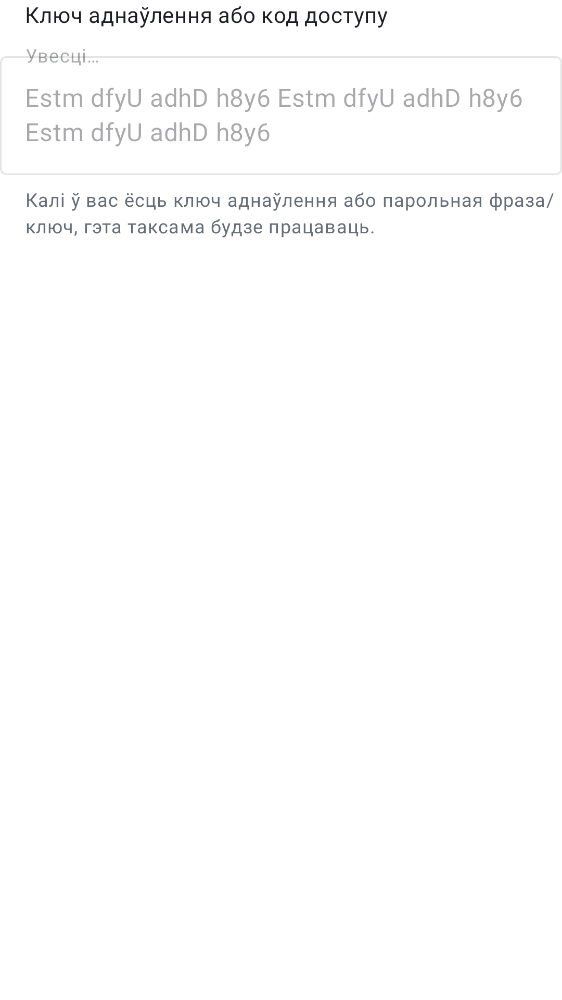 Ключ аднаўлення або код доступу
Увесці…
Estm dfyU adhD h8y6 Estm dfyU adhD h8y6
Estm dfyU adhD h8y6
Калі ў вас ёсць ключ аднаўлення або парольная фраза/
ключ, гэта таксама будзе працаваць.